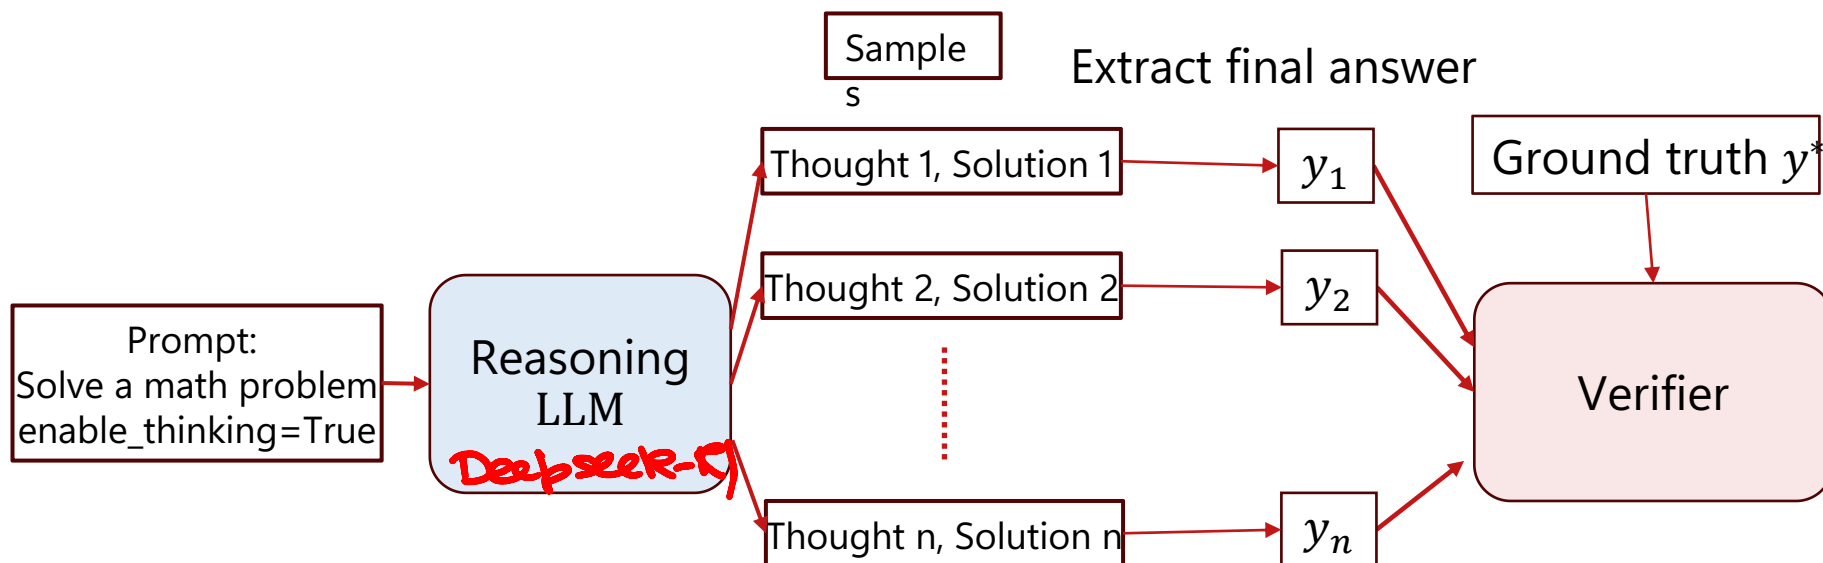 Sample
s
Extract final answer
Thought 1, Solution 1
y₁
Ground truth y*
Thought 2, Solution 2
y₂
Prompt:
Solve a math problem
enable_thinking=True
Reasoning
LLM
Deepseek-R1
Verifier
Thought n, Solution n
yₙ